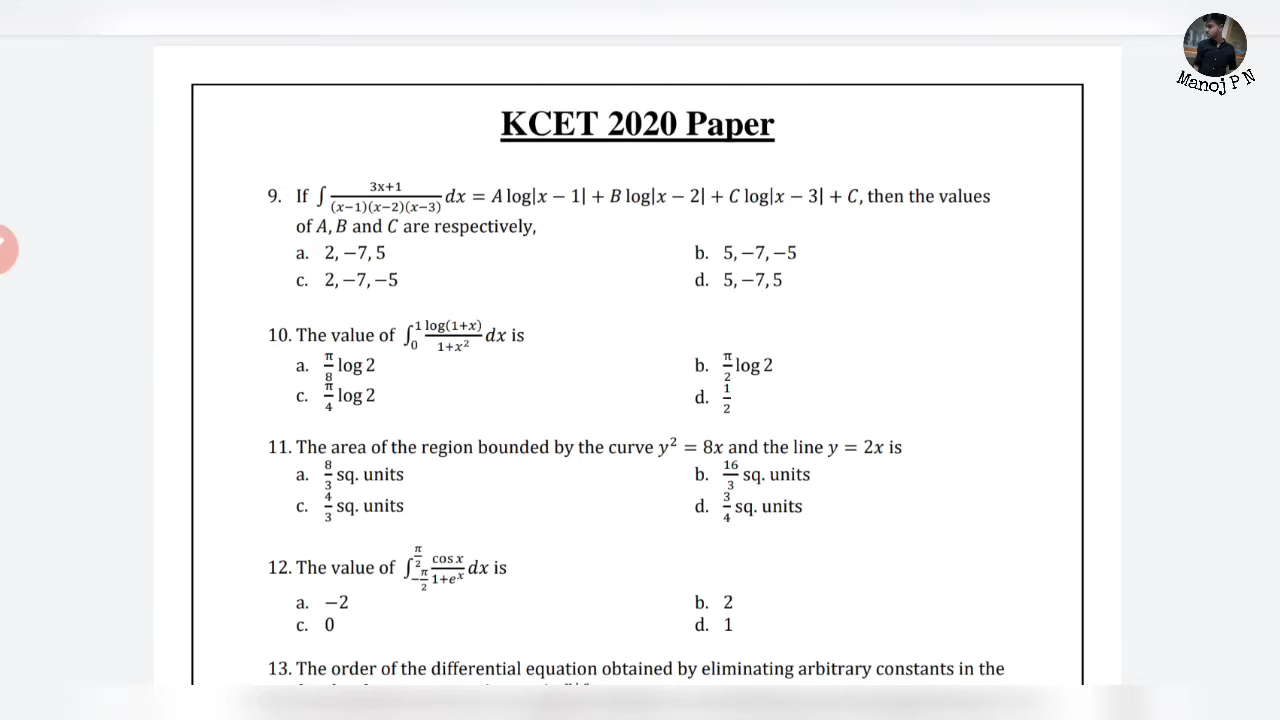 Manoj P N
KCET 2020 Paper
9. If ∫ 3x+1/((x−1)(x−2)(x−3)) dx = A log|x − 1| + B log|x − 2| + C log|x − 3| + C, then the values
of A, B and C are respectively,
a. 2, −7, 5 b. 5, −7, −5
c. 2, −7, −5 d. 5, −7, 5
10. The value of ∫₀¹ log(1+x)/(1+x²) dx is
a. π/8 log 2 b. π/2 log 2
c. π/4 log 2 d. 1/2
11. The area of the region bounded by the curve y² = 8x and the line y = 2x is
a. 8/3 sq. units b. 16/3 sq. units
c. 4/3 sq. units d. 3/4 sq. units
12. The value of ∫_{−π/2}^{π/2} cos x/(1+eˣ) dx is
a. −2 b. 2
c. 0 d. 1
13. The order of the differential equation obtained by eliminating arbitrary constants in the